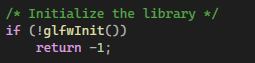 /* Initialize the library */
if (!glfwInit())
    return -1;